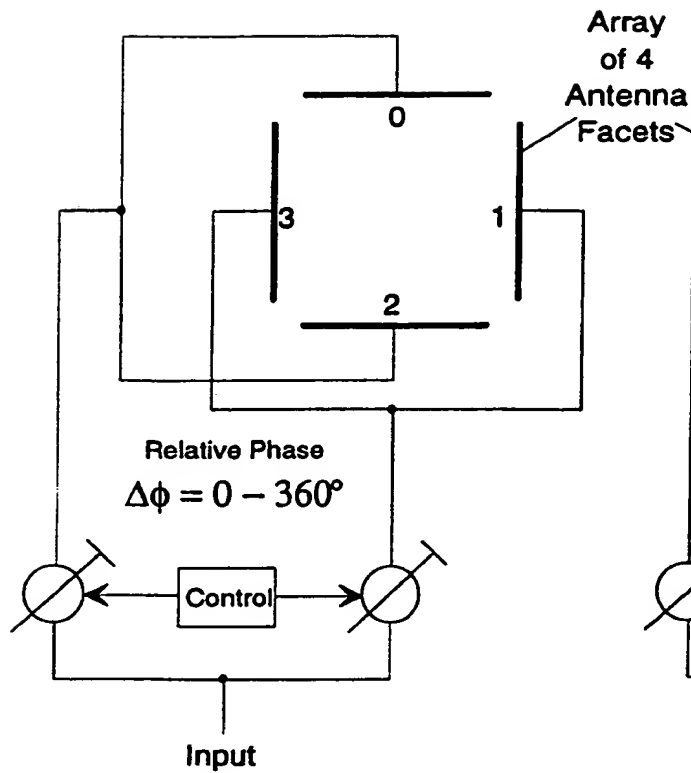 Array
of 4
Antenna
Facets
0
3
1
2
Relative Phase
Δϕ = 0 – 360°
Control
Input